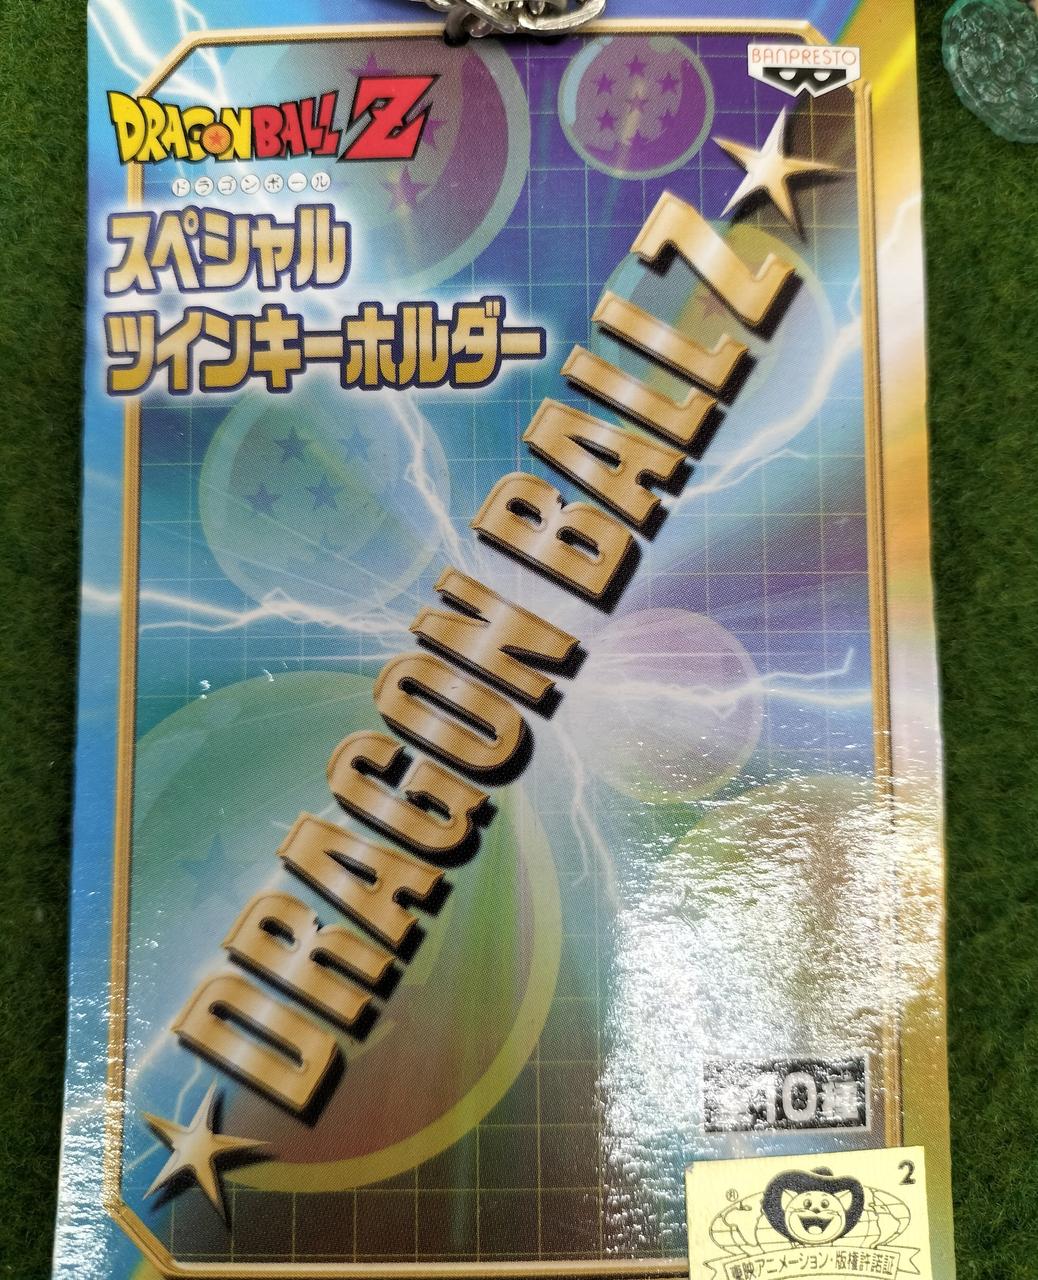 BANPRESTO
DRAGONBALL Z
ドラゴンボール
スペシャル
ツインキーホルダー
DRAGON BALL Z
全10種
2
®
東映アニメーション・版権許諾証